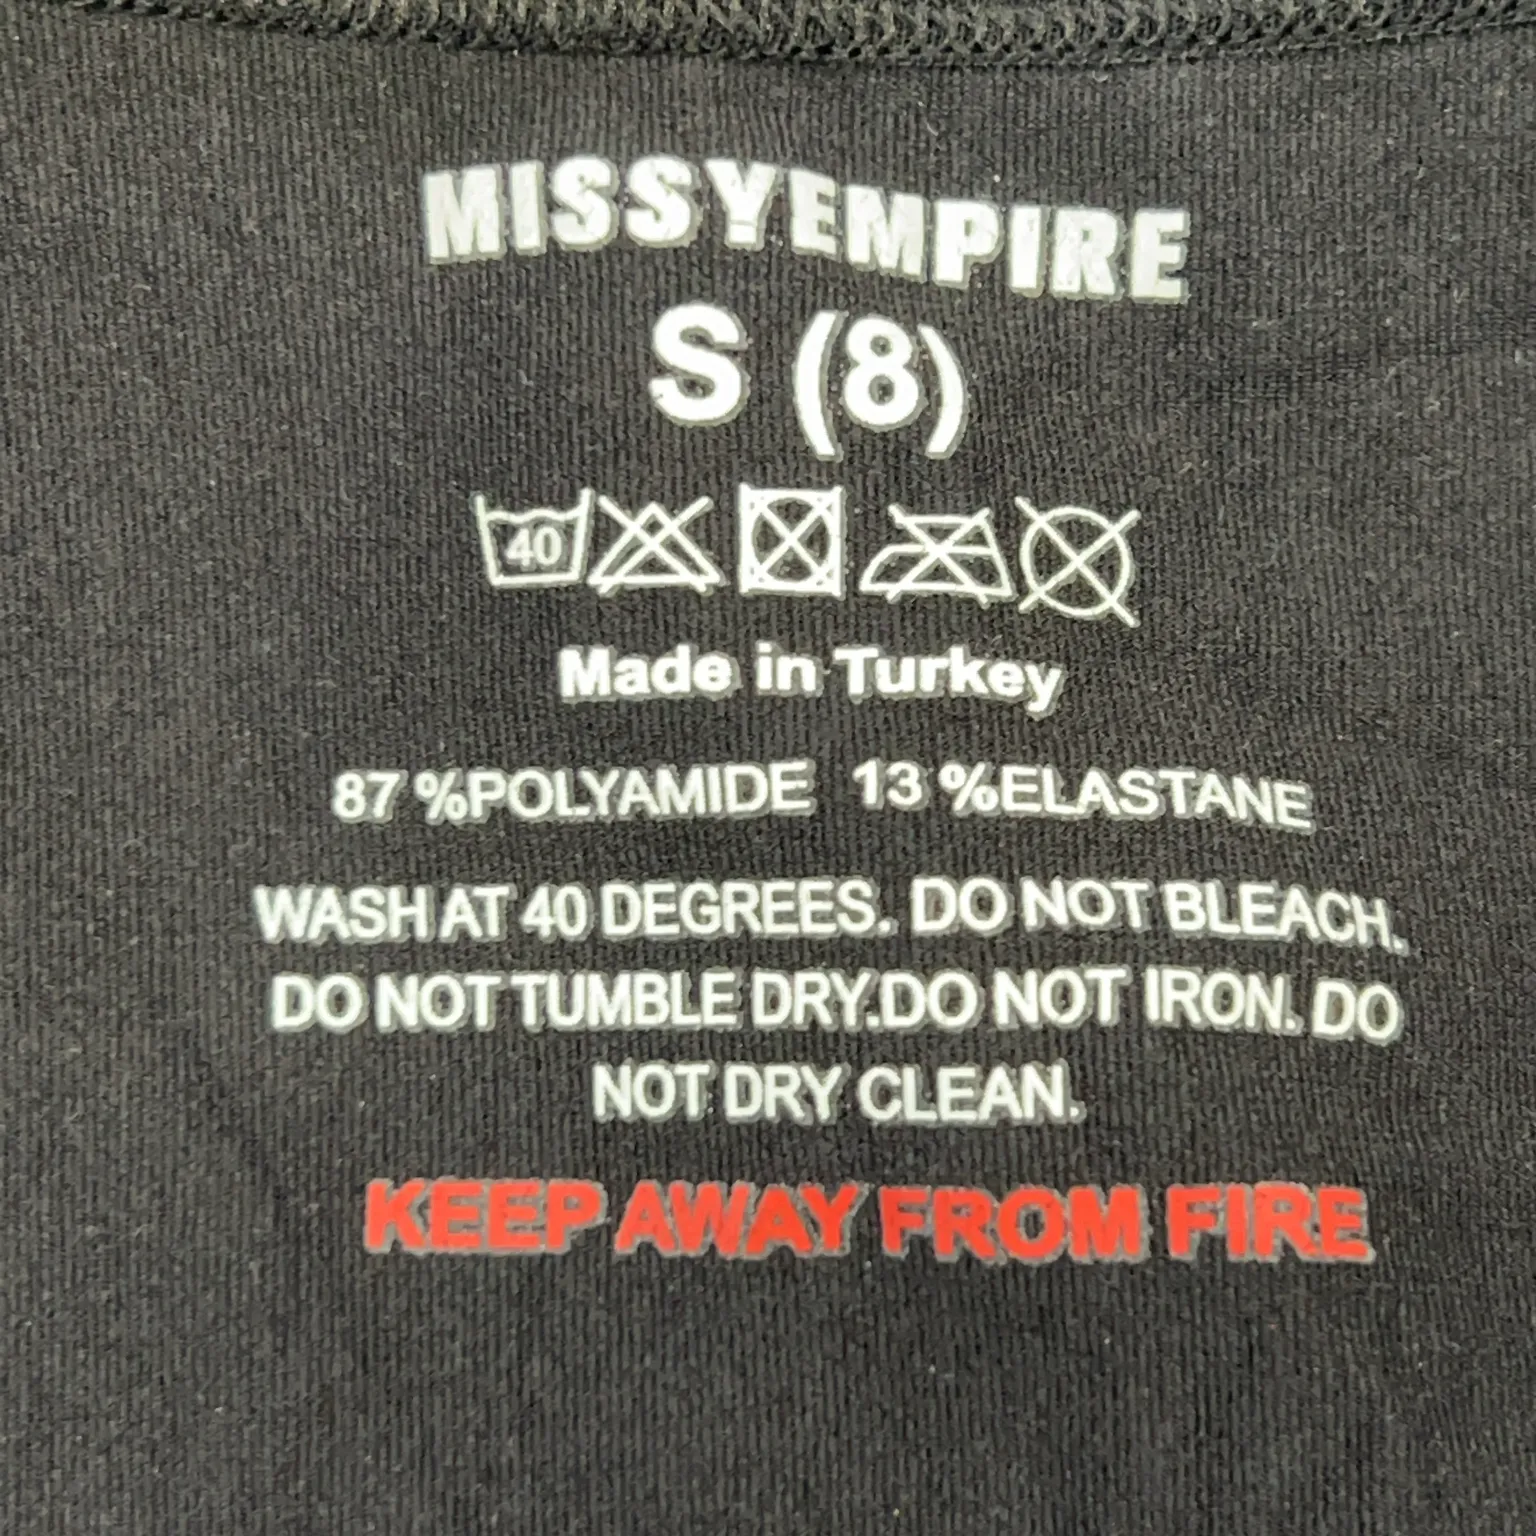 MISSYEMPIRE
S (8)
40
Made in Turkey
87 %POLYAMIDE 13 %ELASTANE
WASH AT 40 DEGREES. DO NOT BLEACH.
DO NOT TUMBLE DRY.DO NOT IRON. DO
NOT DRY CLEAN.
KEEP AWAY FROM FIRE